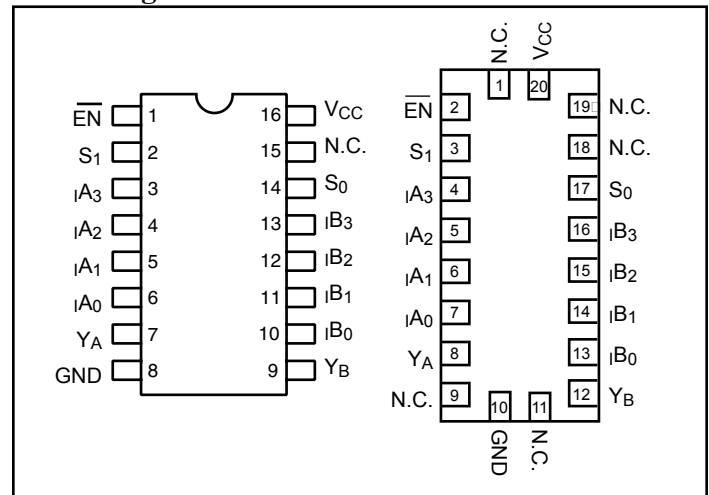 EN 1 16 VCC
S1 2 15 N.C.
IA3 3 14 S0
IA2 4 13 IB3
IA1 5 12 IB2
IA0 6 11 IB1
YA 7 10 IB0
GND 8 9 YB
N.C. VCC
1 20
EN 2 19 N.C.
S1 3 18 N.C.
IA3 4 17 S0
IA2 5 16 IB3
IA1 6 15 IB2
IA0 7 14 IB1
YA 8 13 IB0
N.C. 9 12 YB
10 11
GND N.C.